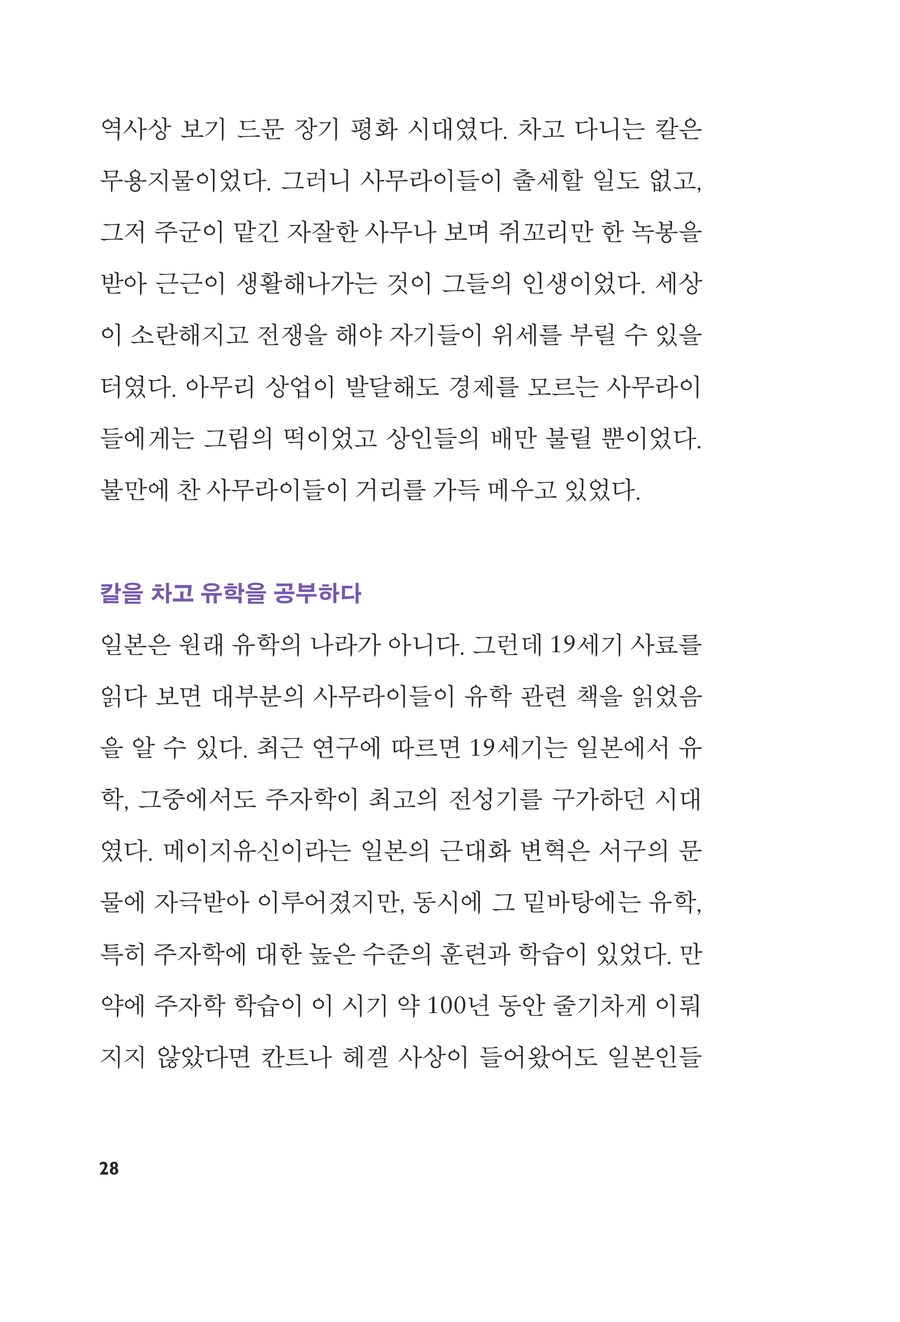 역사상 보기 드문 장기 평화 시대였다. 차고 다니는 칼은
무용지물이었다. 그러니 사무라이들이 출세할 일도 없고,
그저 주군이 맡긴 자잘한 사무나 보며 쥐꼬리만 한 녹봉을
받아 근근이 생활해나가는 것이 그들의 인생이었다. 세상
이 소란해지고 전쟁을 해야 자기들이 위세를 부릴 수 있을
터였다. 아무리 상업이 발달해도 경제를 모르는 사무라이
들에게는 그림의 떡이었고 상인들의 배만 불릴 뿐이었다.
불만에 찬 사무라이들이 거리를 가득 메우고 있었다.
칼을 차고 유학을 공부하다
일본은 원래 유학의 나라가 아니다. 그런데 19세기 사료를
읽다 보면 대부분의 사무라이들이 유학 관련 책을 읽었음
을 알 수 있다. 최근 연구에 따르면 19세기는 일본에서 유
학, 그중에서도 주자학이 최고의 전성기를 구가하던 시대
였다. 메이지유신이라는 일본의 근대화 변혁은 서구의 문
물에 자극받아 이루어졌지만, 동시에 그 밑바탕에는 유학,
특히 주자학에 대한 높은 수준의 훈련과 학습이 있었다. 만
약에 주자학 학습이 이 시기 약 100년 동안 줄기차게 이뤄
지지 않았다면 칸트나 헤겔 사상이 들어왔어도 일본인들
28